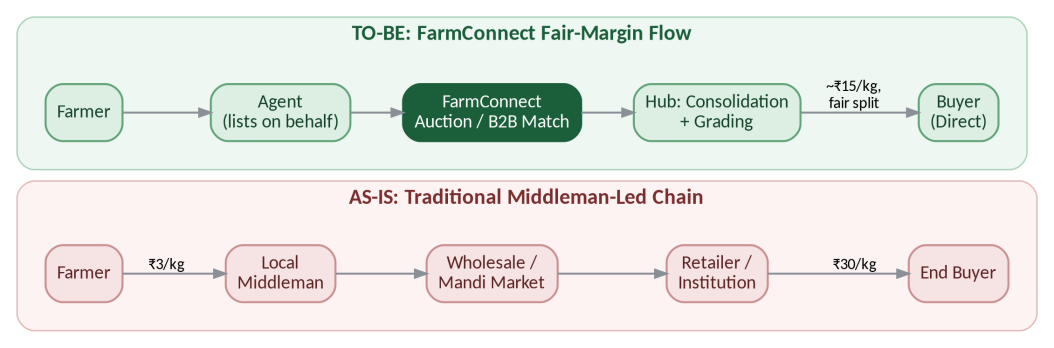 TO-BE: FarmConnect Fair-Margin Flow
Farmer
Agent
(lists on behalf)
FarmConnect
Auction / B2B Match
Hub: Consolidation
+ Grading
~₹15/kg,
fair split
Buyer
(Direct)
AS-IS: Traditional Middleman-Led Chain
Farmer
₹3/kg
Local
Middleman
Wholesale /
Mandi Market
Retailer /
Institution
₹30/kg
End Buyer